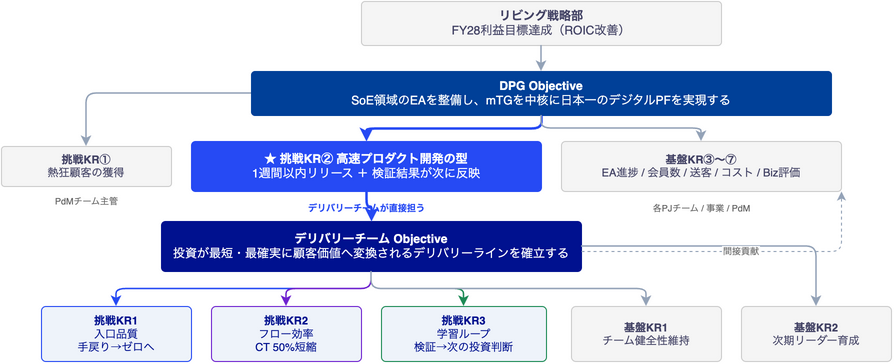 リビング戦略部
FY28利益目標達成（ROIC改善）
DPG Objective
SoE領域のEAを整備し、mTGを中核に日本一のデジタルPFを実現する
挑戦KR①
熱狂顧客の獲得
★ 挑戦KR② 高速プロダクト開発の型
1週間以内リリース ＋ 検証結果が次に反映
基盤KR③〜⑦
EA進捗 / 会員数 / 送客 / コスト / Biz評価
PdMチーム主管
デリバリーチームが直接担う
各PJチーム / 事業 / PdM
デリバリーチーム Objective
投資が最短・最確実に顧客価値へ変換されるデリバリーラインを確立する
間接貢献
挑戦KR1
入口品質
手戻り→ゼロへ
挑戦KR2
フロー効率
CT 50%短縮
挑戦KR3
学習ループ
検証→次の投資判断
基盤KR1
チーム健全性維持
基盤KR2
次期リーダー育成